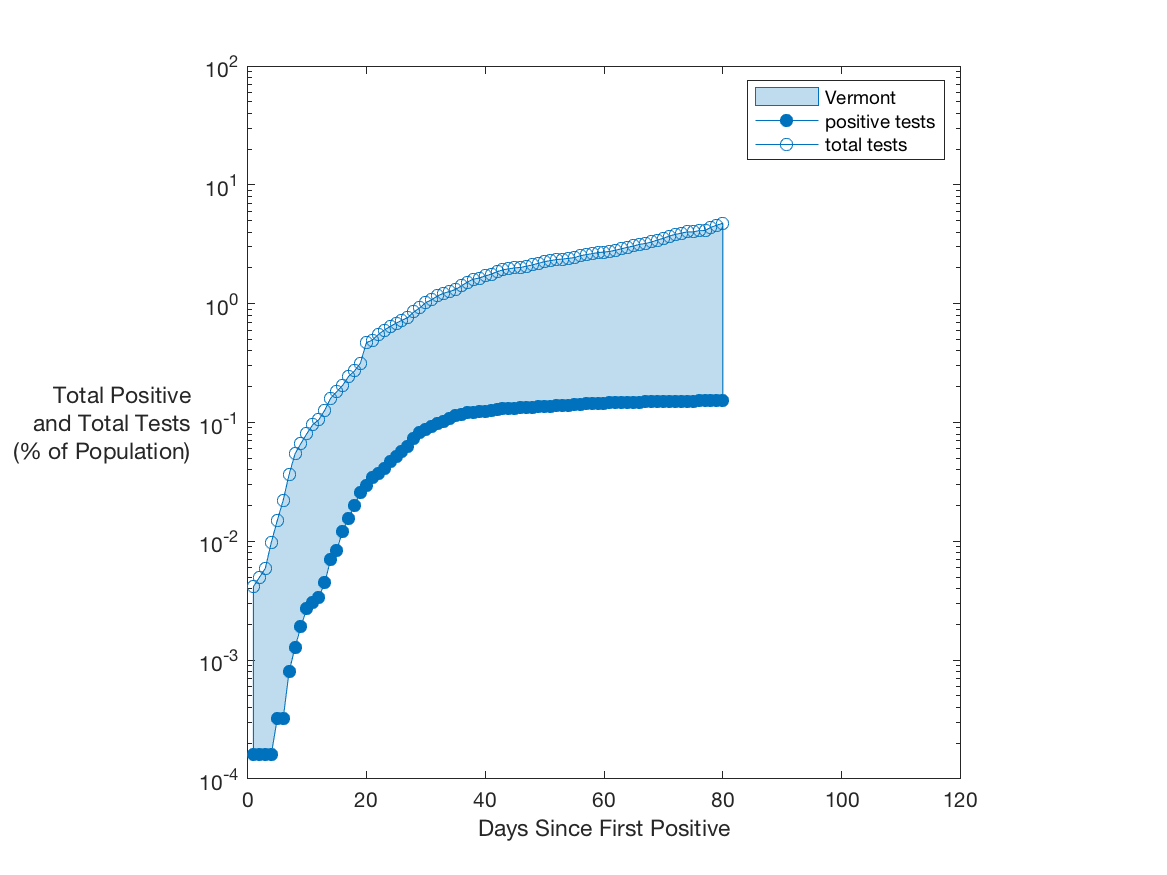 10^2
10^1
10^0
10^-1
10^-2
10^-3
10^-4
Total Positive
and Total Tests
(% of Population)
Vermont
positive tests
total tests
0 20 40 60 80 100 120
Days Since First Positive